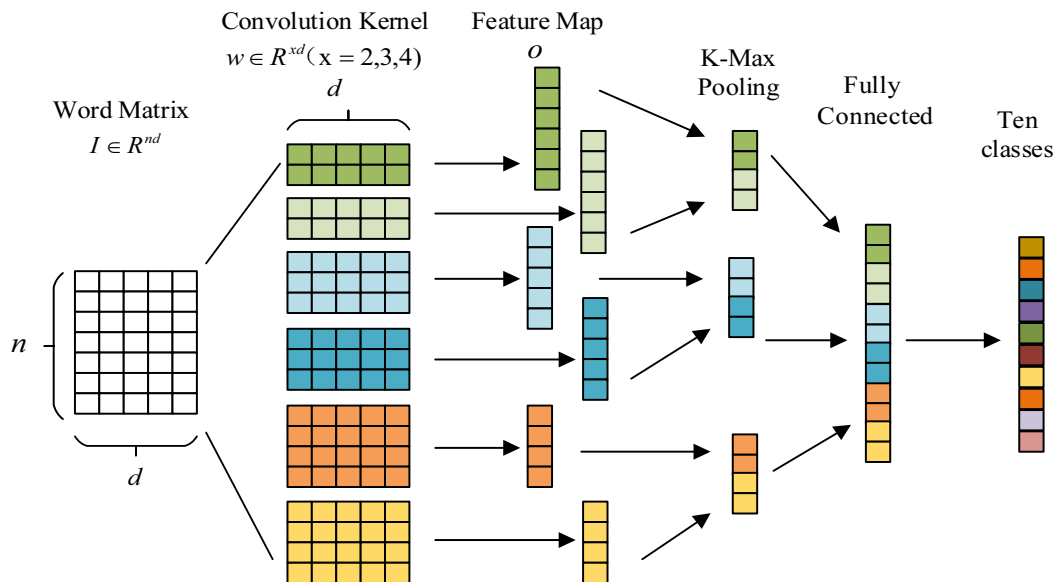 Convolution Kernel
w ∈ R^{xd} (x = 2,3,4)
d
Feature Map
o
K-Max
Pooling
Fully
Connected
Ten
classes
Word Matrix
I ∈ R^{nd}
n
d